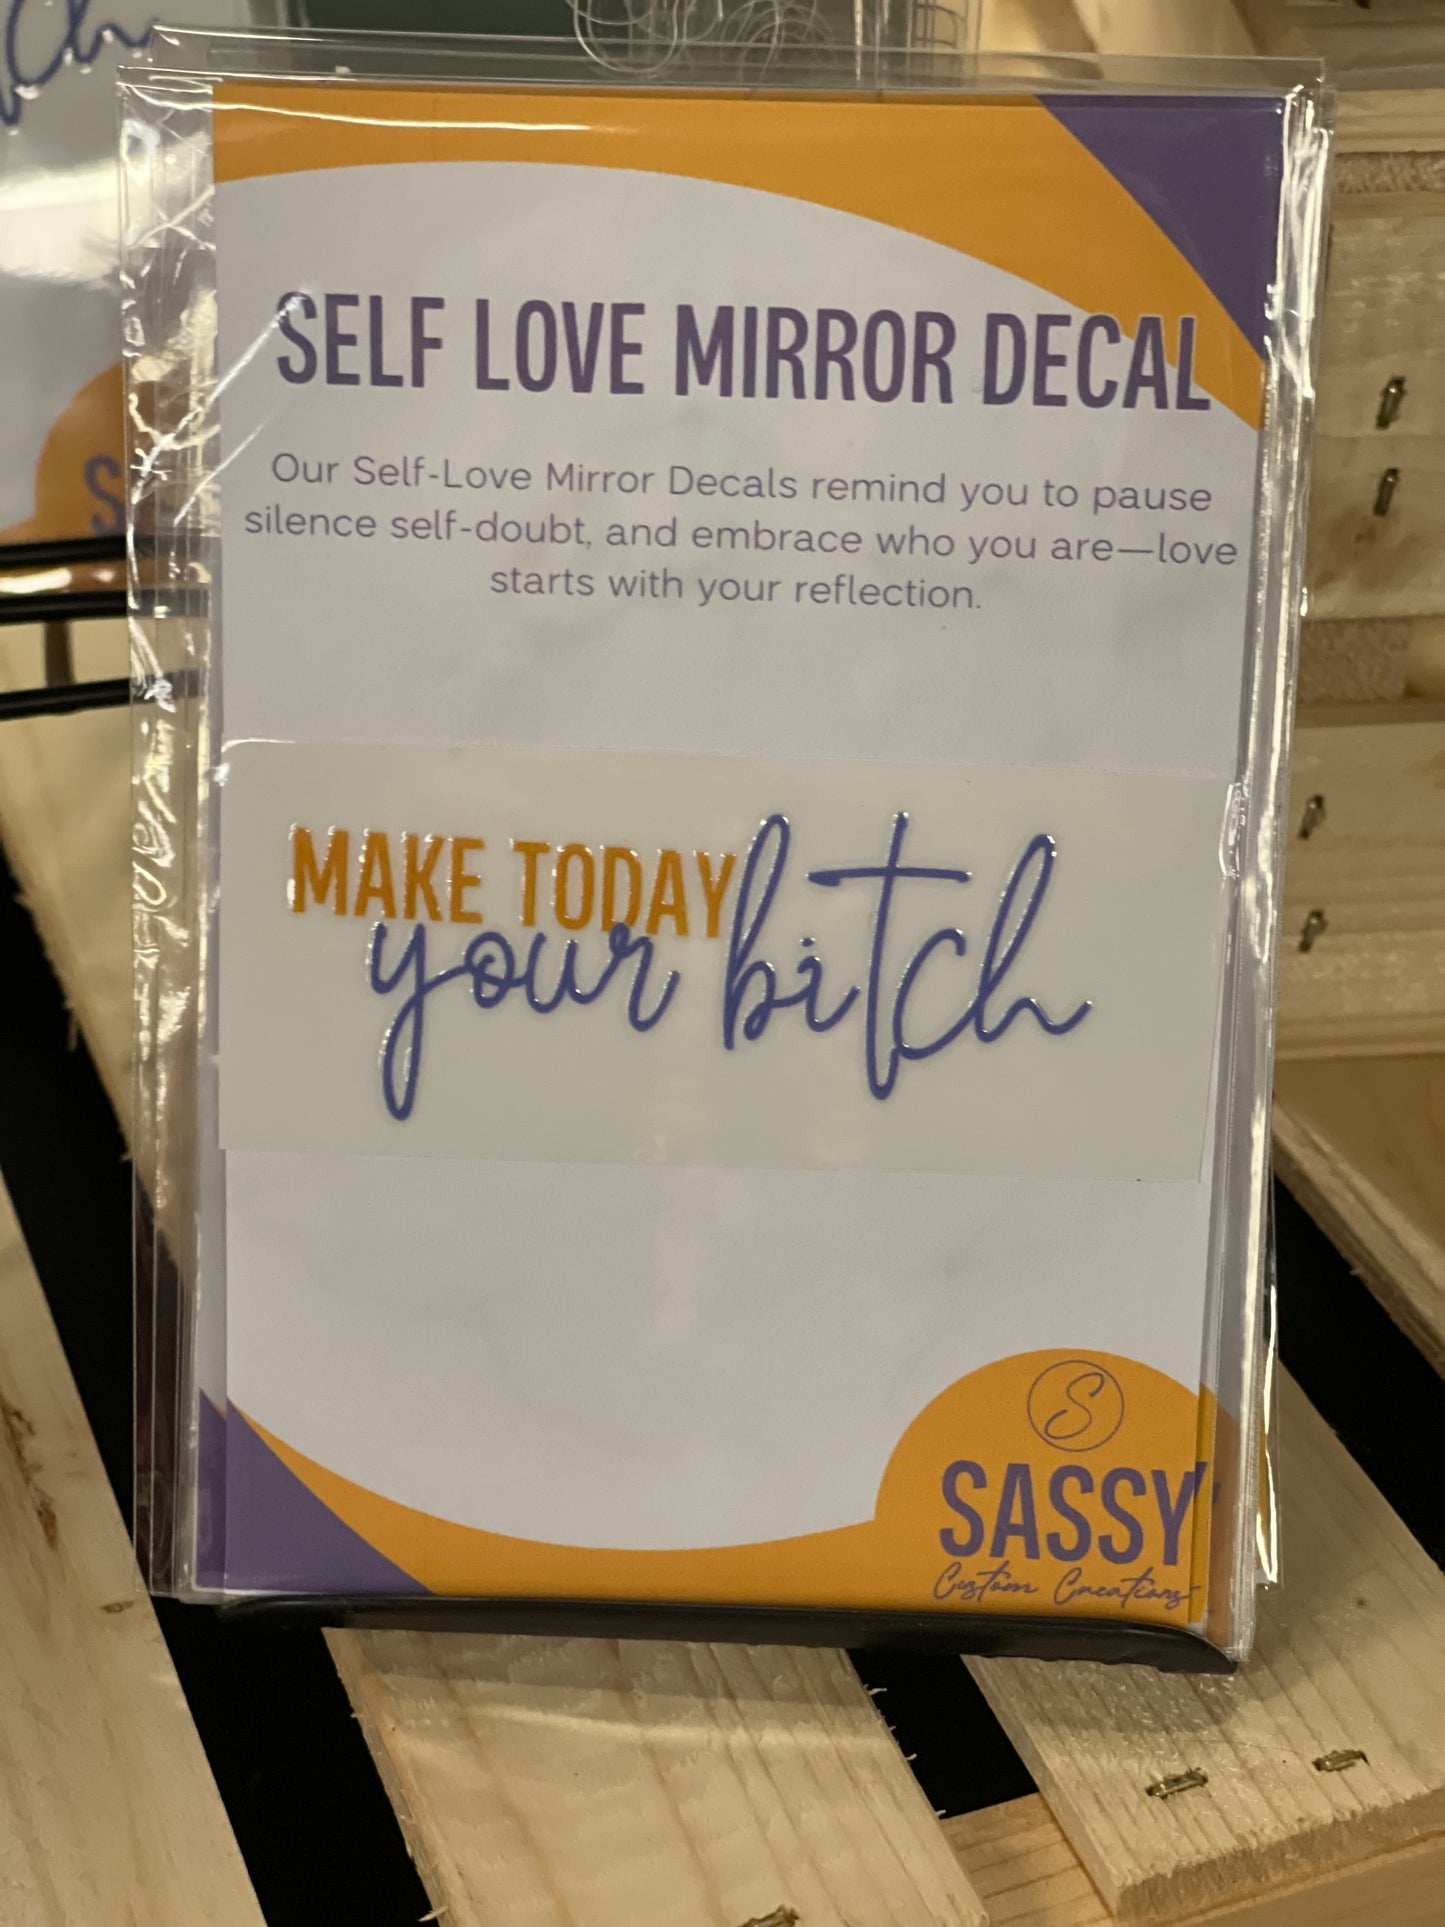 SELF LOVE MIRROR DECAL
Our Self-Love Mirror Decals remind you to pause
silence self-doubt, and embrace who you are—love
starts with your reflection.
MAKE TODAY
your bitch
S
SASSY
Custom Creations